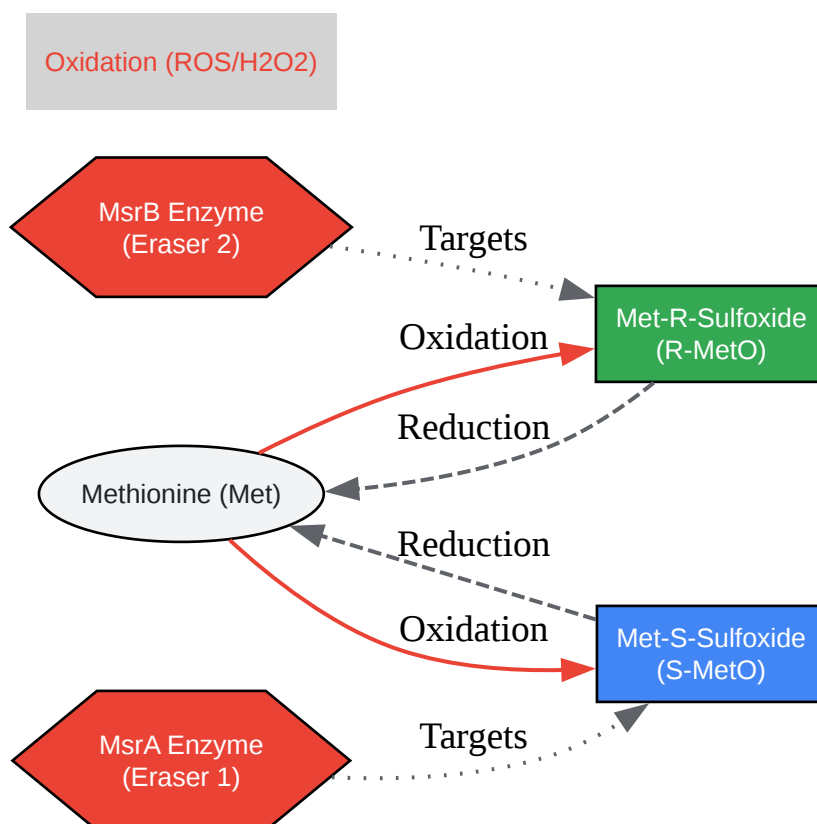 Oxidation (ROS/H2O2)
MsrB Enzyme
(Eraser 2)
Targets
Met-R-Sulfoxide
(R-MetO)
Oxidation
Reduction
Methionine (Met)
Reduction
Oxidation
Met-S-Sulfoxide
(S-MetO)
MsrA Enzyme
(Eraser 1)
Targets